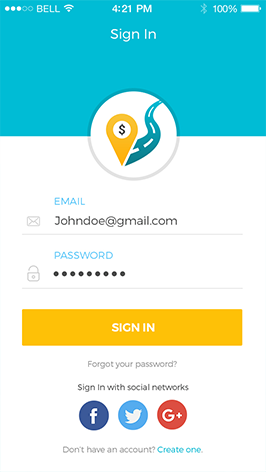 BELL 4:21 PM 100%
Sign In
$
EMAIL
Johndoe@gmail.com
PASSWORD
●●●●●●●●●
SIGN IN
Forgot your password?
Sign In with social networks
f G+
Don't have an account? Create one.